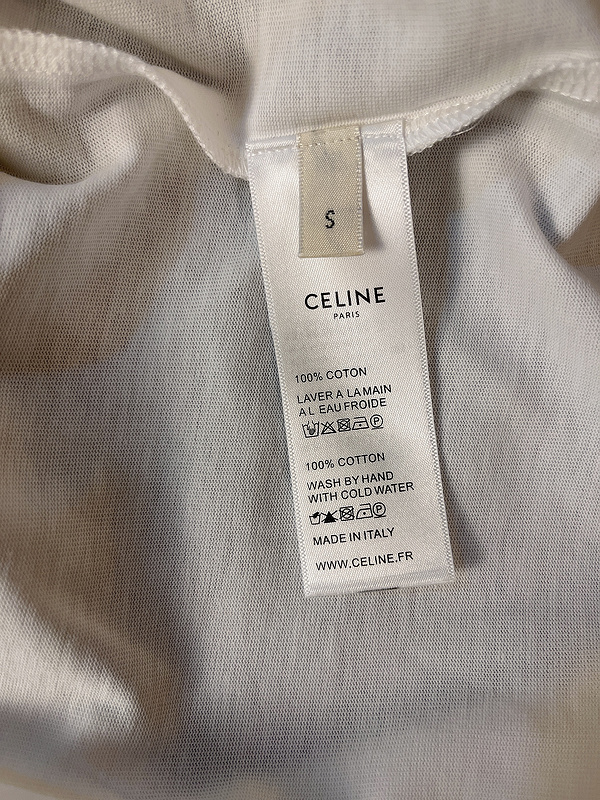 S
CELINE
PARIS
100% COTON
LAVER A LA MAIN
A L EAU FROIDE
P
100% COTTON
WASH BY HAND
WITH COLD WATER
P
MADE IN ITALY
WWW.CELINE.FR